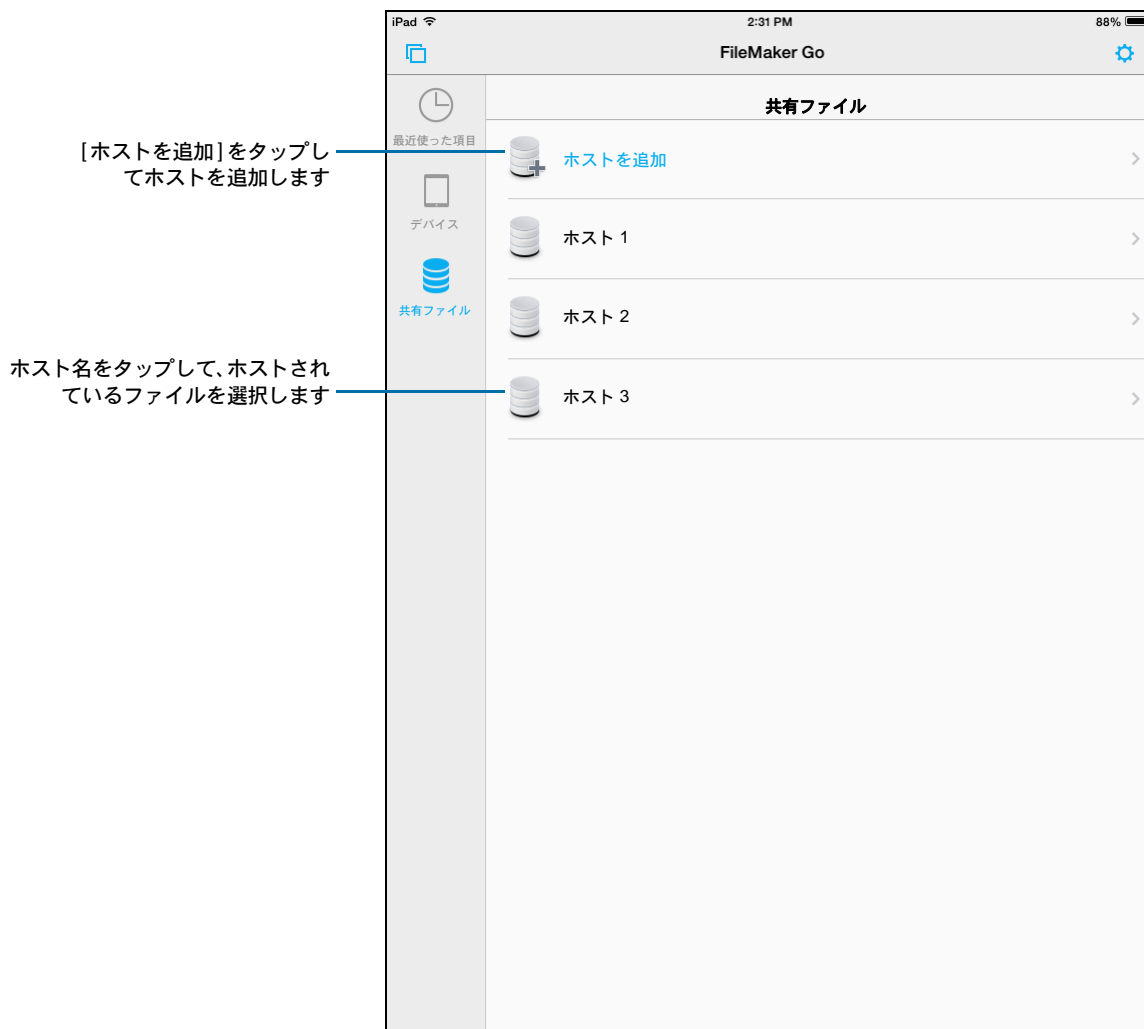 iPad 2:31 PM 88%
FileMaker Go
共有ファイル
最近使った項目
[ホストを追加]をタップし
てホストを追加します
ホストを追加
デバイス
ホスト 1
共有ファイル
ホスト 2
ホスト名をタップして、ホストされ
ているファイルを選択します
ホスト 3